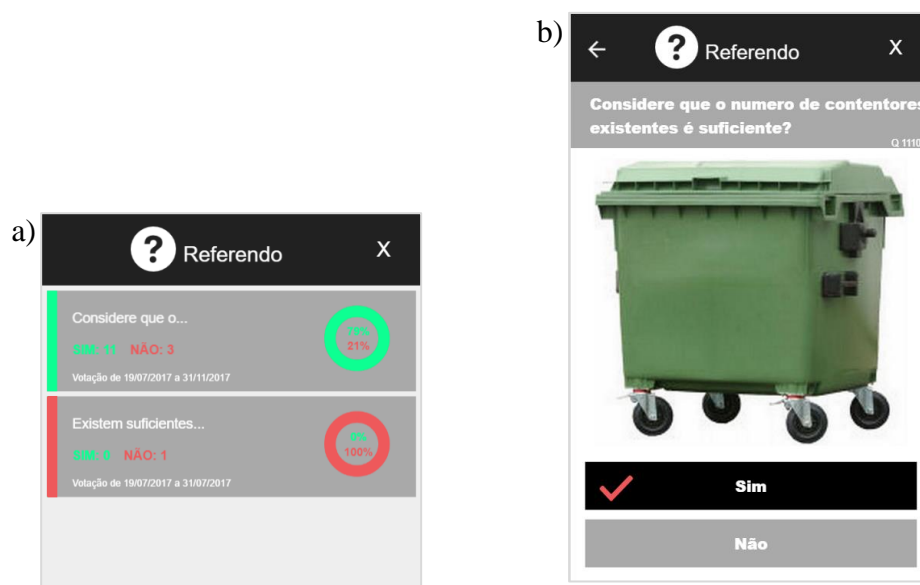 a)
? Referendo X
Considere que o...
SIM: 11 NÃO: 3
79%
21%
Votação de 19/07/2017 a 31/11/2017
Existem suficientes...
SIM: 0 NÃO: 1
0%
100%
Votação de 19/07/2017 a 31/07/2017
b)
? Referendo X
Considere que o numero de contentores
existentes é suficiente?
Q 1110
Sim
Não